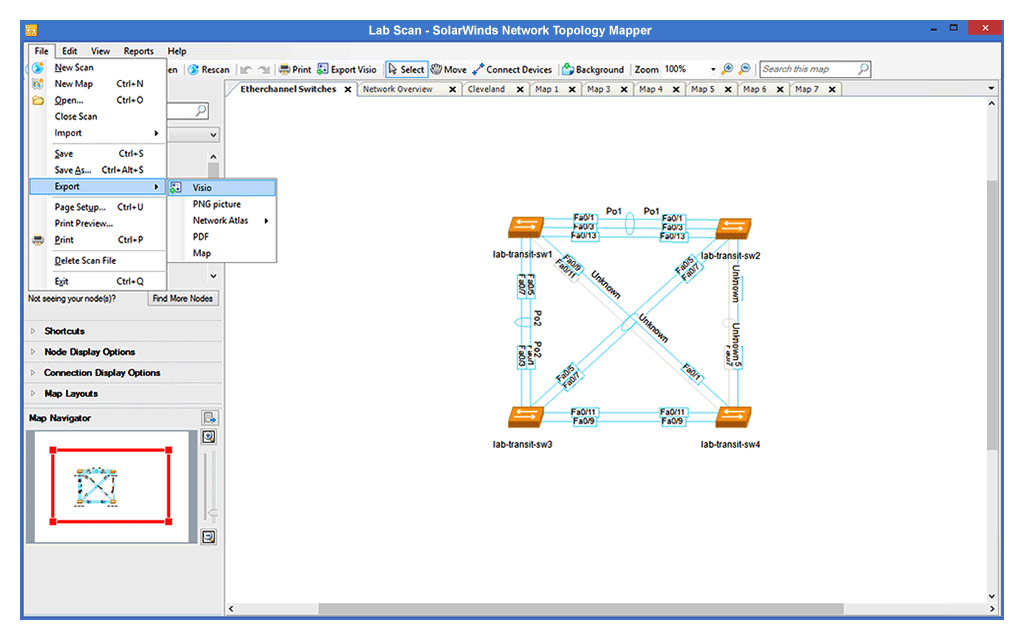 Lab Scan - SolarWinds Network Topology Mapper
File Edit View Reports Help
en Rescan Print Export Visio Select Move Connect Devices Background Zoom 100% Search this map
New Scan
New Map Ctrl+N
Open... Ctrl+O
Close Scan
Import
Save Ctrl+S
Save As... Ctrl+Alt+S
Export
Page Setup... Ctrl+U
Print Preview...
Print Ctrl+P
Delete Scan File
Exit Ctrl+Q
Visio
PNG picture
Network Atlas
PDF
Map
Etherchannel Switches Network Overview Cleveland Map 1 Map 3 Map 4 Map 5 Map 6 Map 7
Not seeing your node(s)? Find More Nodes
Shortcuts
Node Display Options
Connection Display Options
Map Layouts
Map Navigator
Po1 Po1
Fa0/1 Fa0/1
Fa0/3 Fa0/3
Fa0/13 Fa0/13
lab-transit-sw1 lab-transit-sw2
Fa0/9
Fa0/11
Unknown
Fa0/5
Fa0/7
Unknown
Fa0/5
Fa0/7
Po2
Unknown
Unknown 5
Po2
Fa0/1
Fa0/3
Fa0/1
Fa0/5
Fa0/7
Fa0/11 Fa0/11
Fa0/9 Fa0/9
lab-transit-sw3 lab-transit-sw4